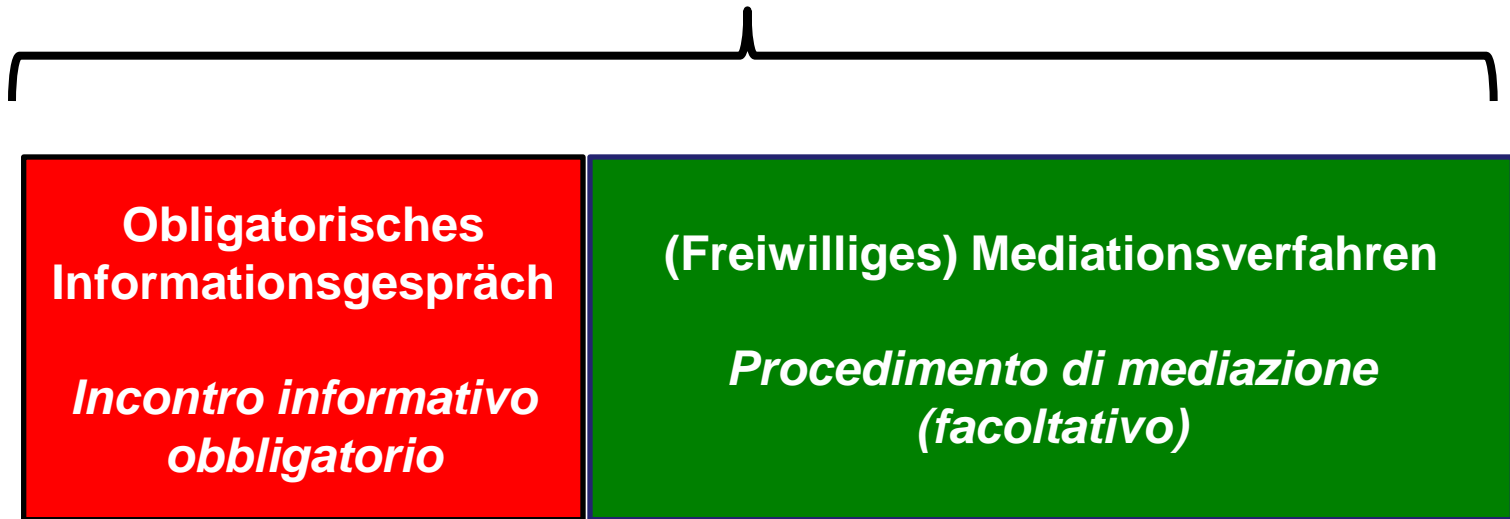 Obligatorisches
Informationsgespräch
Incontro informativo
obbligatorio
(Freiwilliges) Mediationsverfahren
Procedimento di mediazione
(facoltativo)